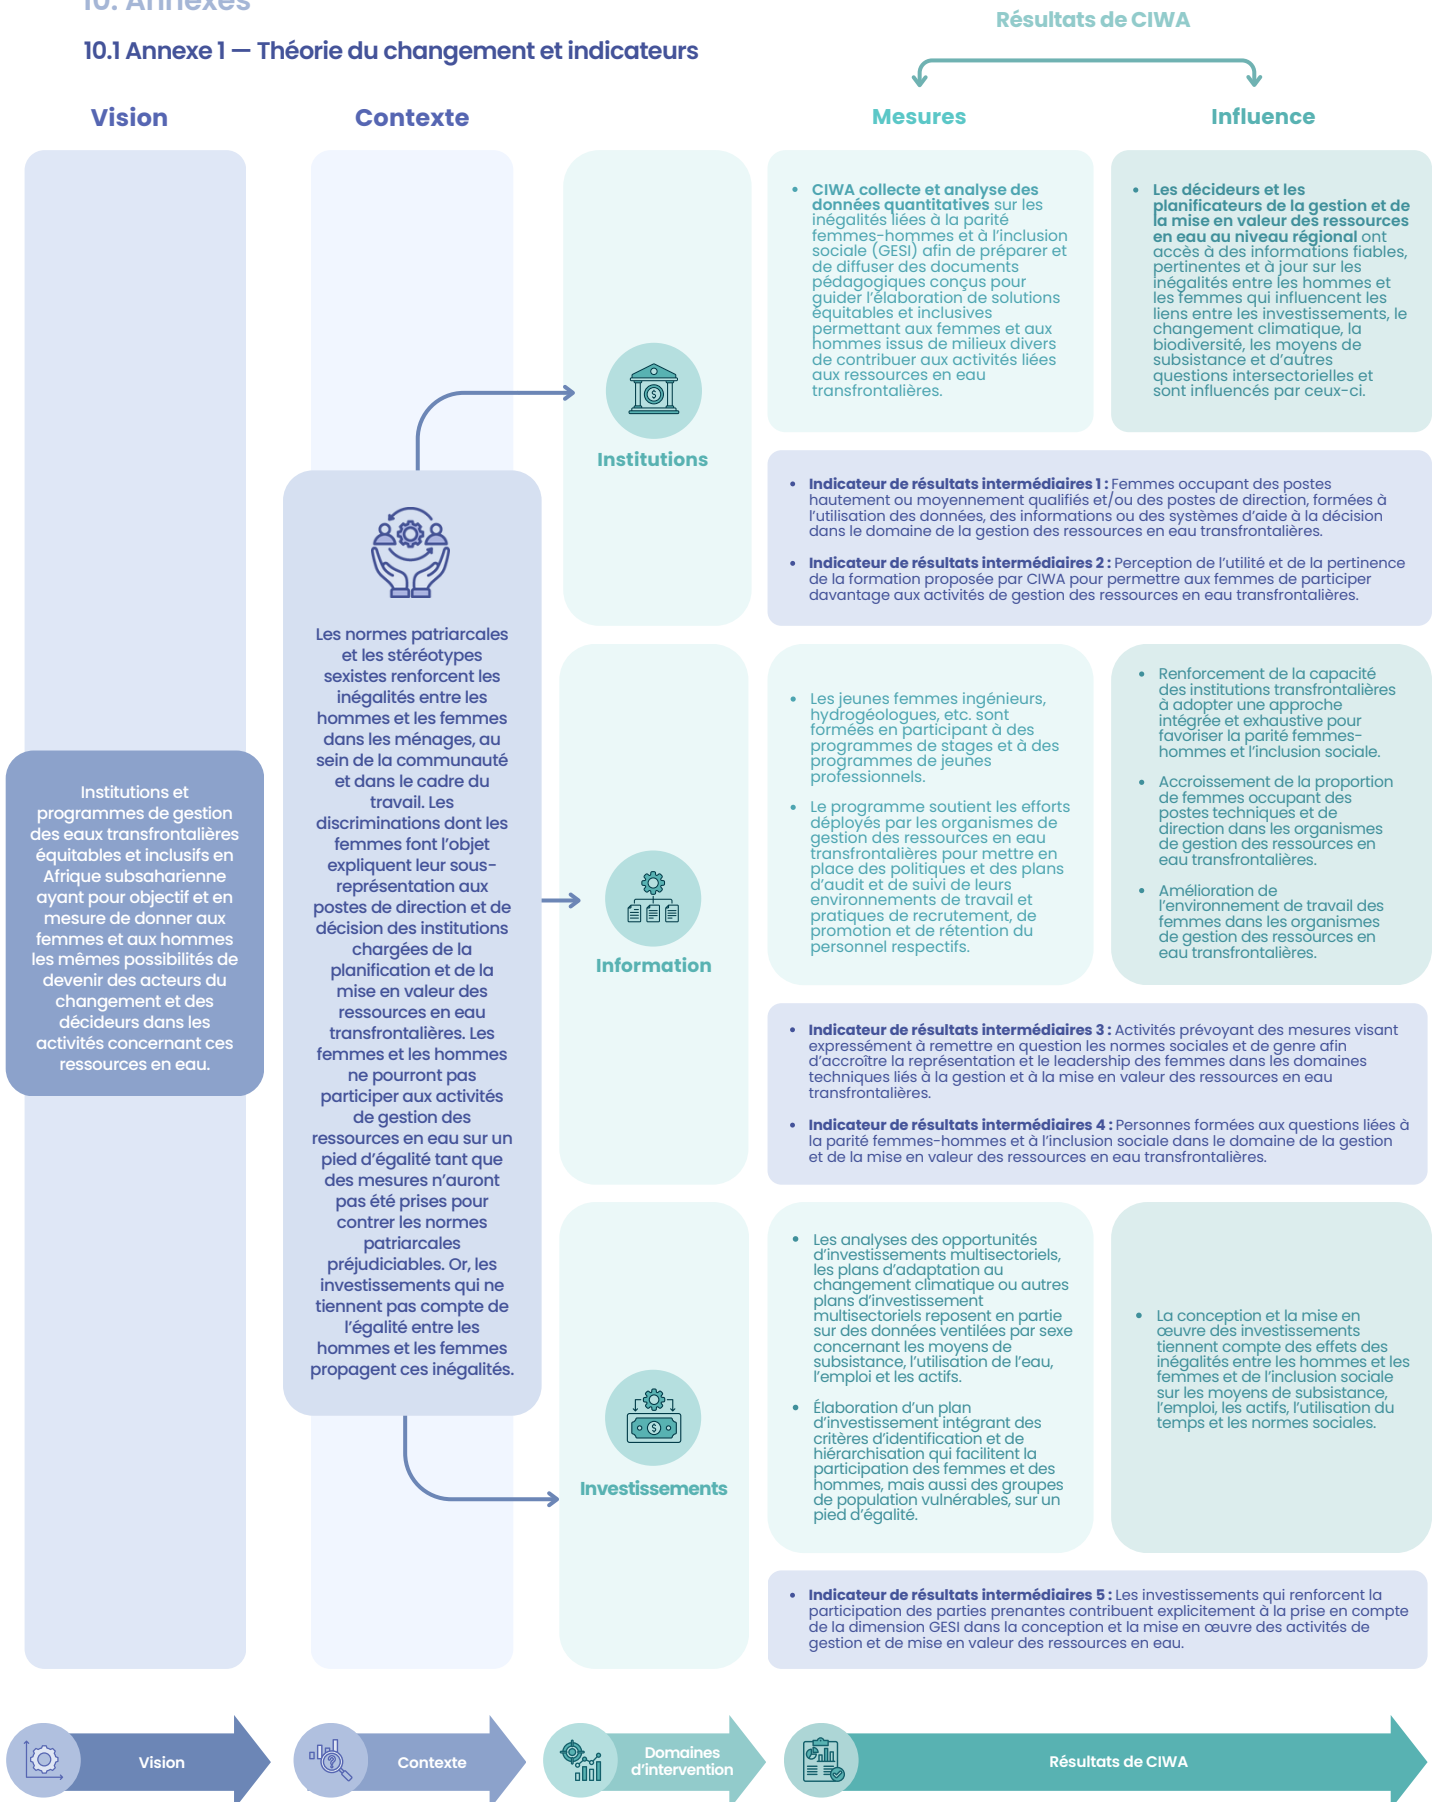 10. Annexes
10.1 Annexe 1 — Théorie du changement et indicateurs
Résultats de CIWA
Vision
Contexte
Mesures
Influence
Institutions et
programmes de gestion
des eaux transfrontalières
équitables et inclusifs en
Afrique subsaharienne
ayant pour objectif et en
mesure de donner aux
femmes et aux hommes
les mêmes possibilités de
devenir des acteurs du
changement et des
décideurs dans les
activités concernant ces
ressources en eau.
Les normes patriarcales
et les stéréotypes
sexistes renforcent les
inégalités entre les
hommes et les femmes
dans les ménages, au
sein de la communauté
et dans le cadre du
travail. Les
discriminations dont les
femmes font l'objet
expliquent leur sous-
représentation aux
postes de direction et de
décision des institutions
chargées de la
planification et de la
mise en valeur des
ressources en eau
transfrontalières. Les
femmes et les hommes
ne pourront pas
participer aux activités
de gestion des
ressources en eau sur un
pied d'égalité tant que
des mesures n'auront
pas été prises pour
contrer les normes
patriarcales
préjudiciables. Or, les
investissements qui ne
tiennent pas compte de
l'égalité entre les
hommes et les femmes
propagent ces inégalités.
Institutions
• CIWA collecte et analyse des
données quantitatives sur les
inégalités liées à la parité
femmes-hommes et à l'inclusion
sociale (GESI) afin de préparer et
de diffuser des documents
pédagogiques conçus pour
guider l'élaboration de solutions
équitables et inclusives
permettant aux femmes et aux
hommes issus de milieux divers
de contribuer aux activités liées
aux ressources en eau
transfrontalières.
• Les décideurs et les
planificateurs de la gestion et de
la mise en valeur des ressources
en eau au niveau régional ont
accès à des informations fiables,
pertinentes et à jour sur les
inégalités entre les hommes et
les femmes qui influencent les
liens entre les investissements, le
changement climatique, la
biodiversité, les moyens de
subsistance et d'autres
questions intersectorielles et
sont influencés par ceux-ci.
• Indicateur de résultats intermédiaires 1 : Femmes occupant des postes
hautement ou moyennement qualifiés et/ou des postes de direction, formées à
l'utilisation des données, des informations ou des systèmes d'aide à la décision
dans le domaine de la gestion des ressources en eau transfrontalières.
• Indicateur de résultats intermédiaires 2 : Perception de l'utilité et de la pertinence
de la formation proposée par CIWA pour permettre aux femmes de participer
davantage aux activités de gestion des ressources en eau transfrontalières.
Information
• Les jeunes femmes ingénieurs,
hydrogéologues, etc. sont
formées en participant à des
programmes de stages et à des
programmes de jeunes
professionnels.
• Le programme soutient les efforts
déployés par les organismes de
gestion des ressources en eau
transfrontalières pour mettre en
place des politiques et des plans
d'audit et de suivi de leurs
environnements de travail et
pratiques de recrutement, de
promotion et de rétention du
personnel respectifs.
• Renforcement de la capacité
des institutions transfrontalières
à adopter une approche
intégrée et exhaustive pour
favoriser la parité femmes-
hommes et l'inclusion sociale.
• Accroissement de la proportion
de femmes occupant des
postes techniques et de
direction dans les organismes
de gestion des ressources en
eau transfrontalières.
• Amélioration de
l'environnement de travail des
femmes dans les organismes
de gestion des ressources en
eau transfrontalières.
• Indicateur de résultats intermédiaires 3 : Activités prévoyant des mesures visant
expressément à remettre en question les normes sociales et de genre afin
d'accroître la représentation et le leadership des femmes dans les domaines
techniques liés à la gestion et à la mise en valeur des ressources en eau
transfrontalières.
• Indicateur de résultats intermédiaires 4 : Personnes formées aux questions liées à
la parité femmes-hommes et à l'inclusion sociale dans le domaine de la gestion
et de la mise en valeur des ressources en eau transfrontalières.
Investissements
• Les analyses des opportunités
d'investissements multisectoriels,
les plans d'adaptation au
changement climatique ou autres
plans d'investissement
multisectoriels reposent en partie
sur des données ventilées par sexe
concernant les moyens de
subsistance, l'utilisation de l'eau,
l'emploi et les actifs.
• Élaboration d'un plan
d'investissement intégrant des
critères d'identification et de
hiérarchisation qui facilitent la
participation des femmes et des
hommes, mais aussi des groupes
de population vulnérables, sur un
pied d'égalité.
• La conception et la mise en
œuvre des investissements
tiennent compte des effets des
inégalités entre les hommes et les
femmes et de l'inclusion sociale
sur les moyens de subsistance,
l'emploi, les actifs, l'utilisation du
temps et les normes sociales.
• Indicateur de résultats intermédiaires 5 : Les investissements qui renforcent la
participation des parties prenantes contribuent explicitement à la prise en compte
de la dimension GESI dans la conception et la mise en œuvre des activités de
gestion et de mise en valeur des ressources en eau.
Vision
Contexte
Domaines
d'intervention
Résultats de CIWA